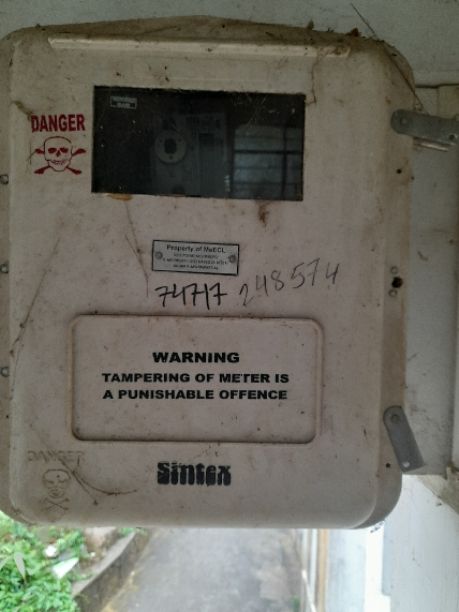 DANGER
Property of MeECL
74717 248574
WARNING
TAMPERING OF METER IS
A PUNISHABLE OFFENCE
DANGER
Sintex